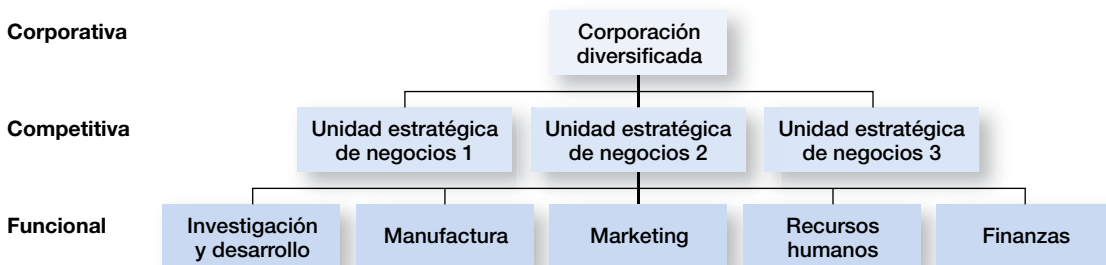 Corporativa
Corporación
diversificada
Competitiva
Unidad estratégica
de negocios 1
Unidad estratégica
de negocios 2
Unidad estratégica
de negocios 3
Funcional
Investigación
y desarrollo
Manufactura
Marketing
Recursos
humanos
Finanzas